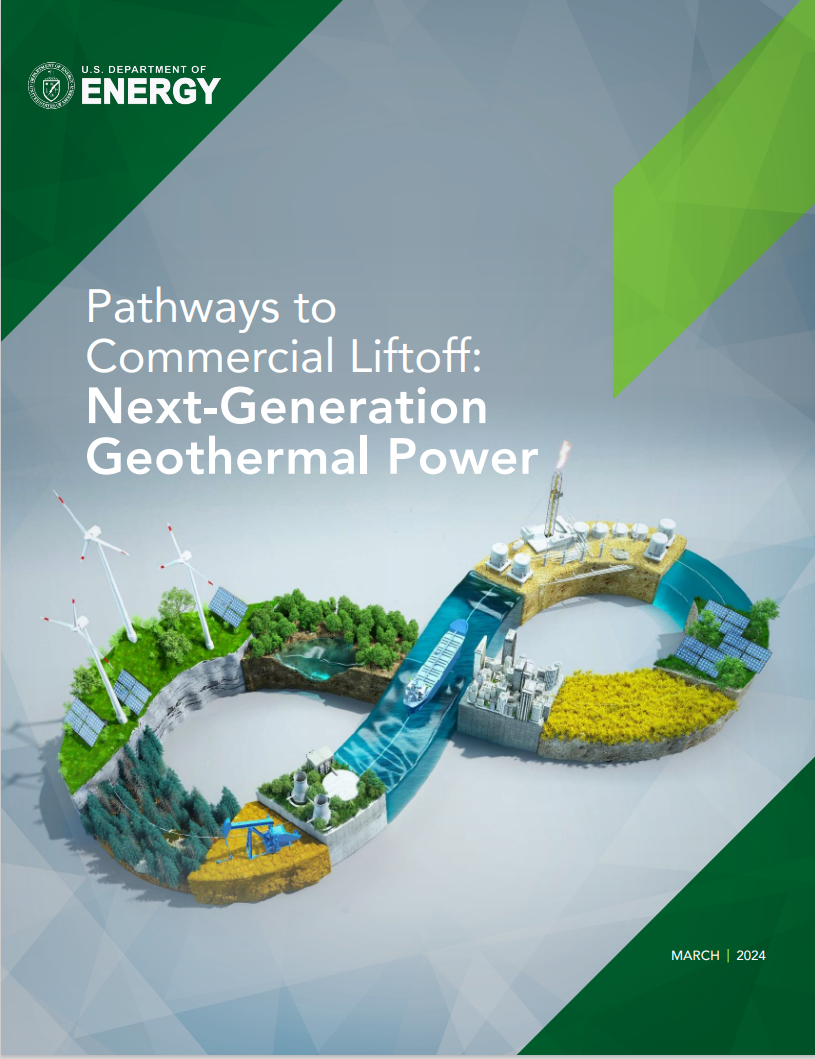 U.S. DEPARTMENT OF
ENERGY
Pathways to
Commercial Liftoff:
Next-Generation
Geothermal Power
MARCH | 2024